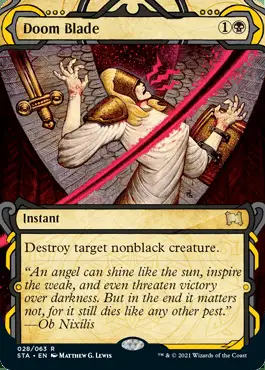 Doom Blade 1
Instant
Destroy target nonblack creature.
“An angel can shine like the sun, inspire
the weak, and even threaten victory
over darkness. But in the end it matters
not, for it still dies like any other pest.”
—Ob Nixilis
028/063 R
STA • EN Matthew G. Lewis ™ & © 2021 Wizards of the Coast